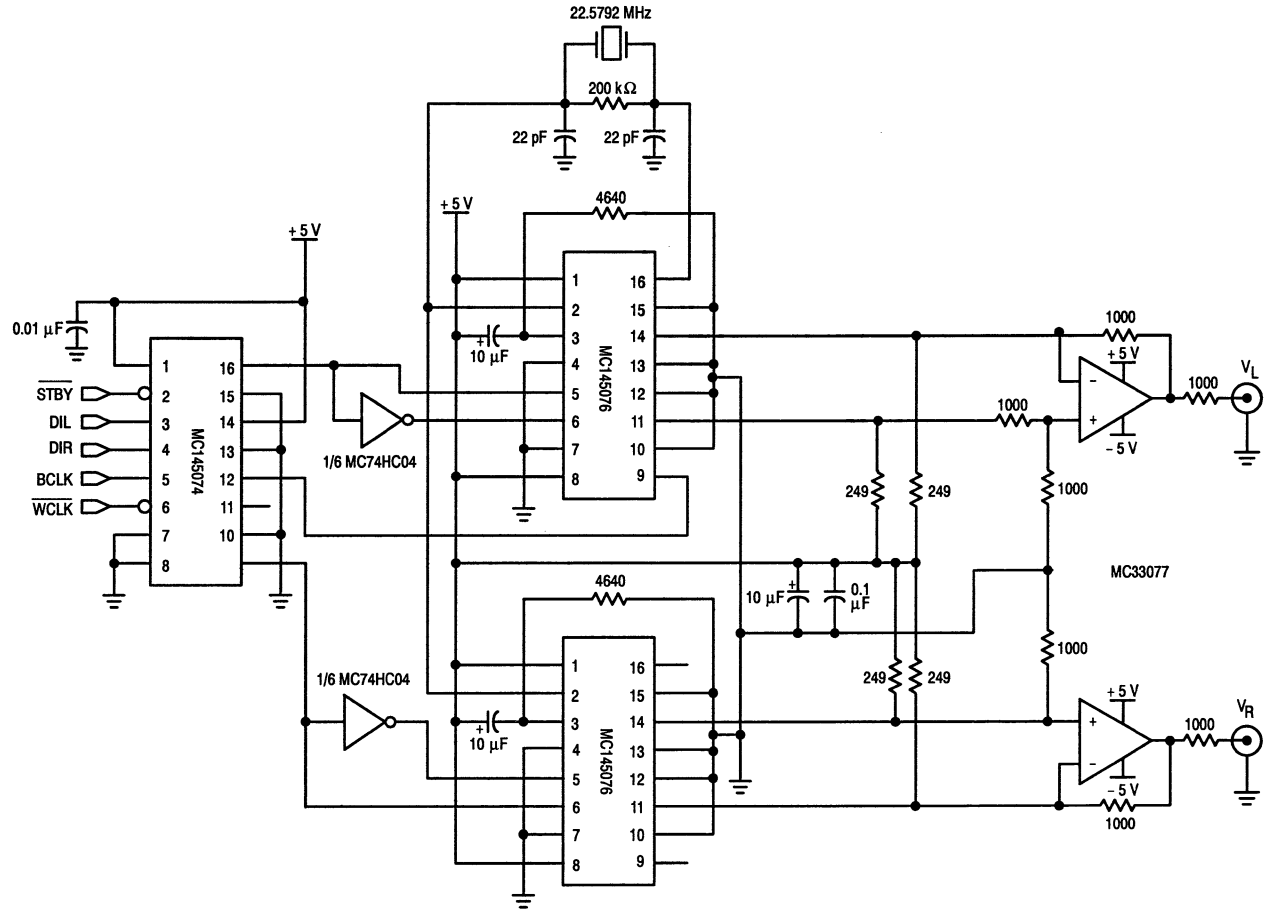 22.5792 MHz
200 kΩ
22 pF
22 pF
4640
+ 5 V
+ 5 V
0.01 µF
1
STBY
2
DIL
3
DIR
4
BCLK
5
WCLK
6
7
8
MC145074
16
15
14
13
12
11
10
1/6 MC74HC04
10 µF
+
1
2
3
4
5
6
7
8
MC145076
16
15
14
13
12
11
10
9
1000
+ 5 V
–
+
– 5 V
1000
V_L
1000
1000
249
249
10 µF
+
0.1
µF
MC33077
1000
249
249
4640
1/6 MC74HC04
+
10 µF
1
2
3
4
5
6
7
8
MC145076
16
15
14
13
12
11
10
9
+ 5 V
+
–
– 5 V
1000
1000
V_R